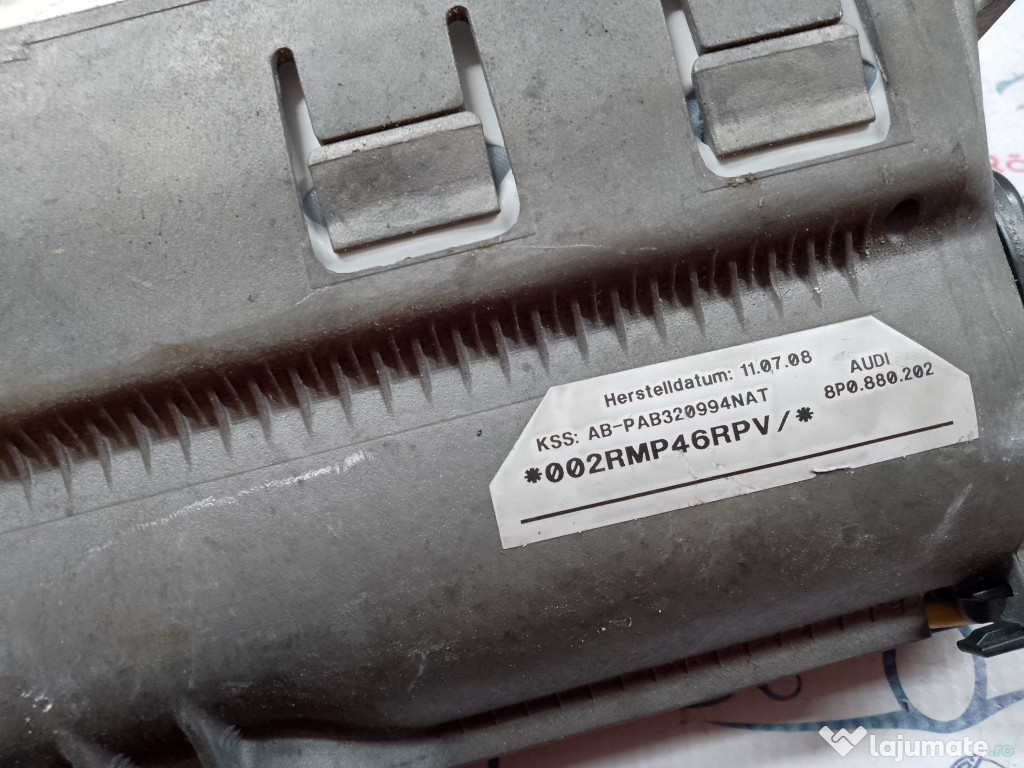 Herstelldatum: 11.07.08
AUDI
KSS: AB-PAB320994NAT
8P0.880.202
*002RMP46RPV/*
lajumate.ro